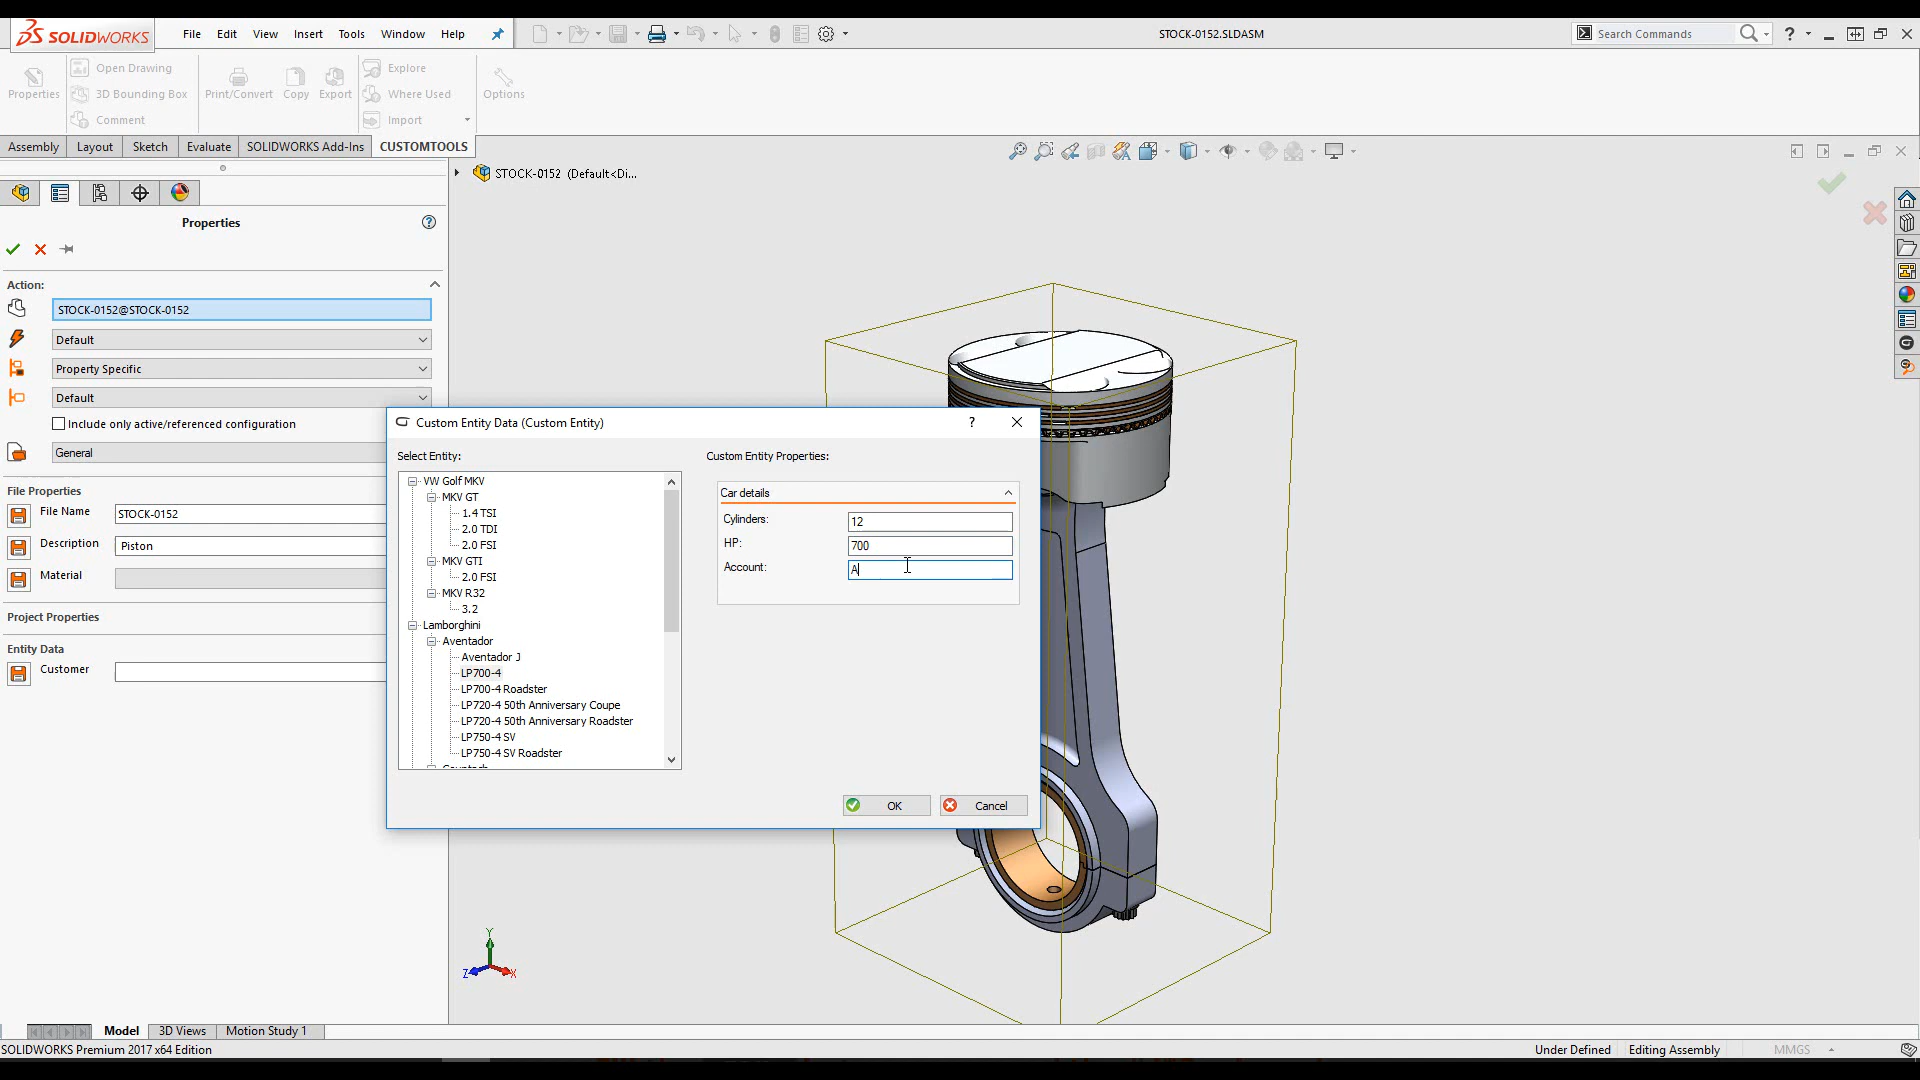 SOLIDWORKS
File Edit View Insert Tools Window Help
STOCK-0152.SLDASM
Search Commands
?
Properties
Open Drawing
3D Bounding Box
Comment
Print/Convert
Copy
Export
Explore
Where Used
Import
Options
Assembly Layout Sketch Evaluate SOLIDWORKS Add-Ins CUSTOMTOOLS
STOCK-0152 (Default<Di...
Properties
?
Action:
STOCK-0152@STOCK-0152
Default
Property Specific
Default
Include only active/referenced configuration
General
File Properties
File Name STOCK-0152
Description Piston
Material
Project Properties
Entity Data
Customer
Custom Entity Data (Custom Entity) ?
Select Entity:
VW Golf MKV
MKV GT
1.4 TSI
2.0 TDI
2.0 FSI
MKV GTI
2.0 FSI
MKV R32
3.2
Lamborghini
Aventador
Aventador J
LP700-4
LP700-4 Roadster
LP720-4 50th Anniversary Coupe
LP720-4 50th Anniversary Roadster
LP750-4 SV
LP750-4 SV Roadster
Custom Entity Properties:
Car details
Cylinders: 12
HP: 700
Account: A
OK Cancel
Y
Z
X
Model 3D Views Motion Study 1
SOLIDWORKS Premium 2017 x64 Edition
Under Defined Editing Assembly MMGS